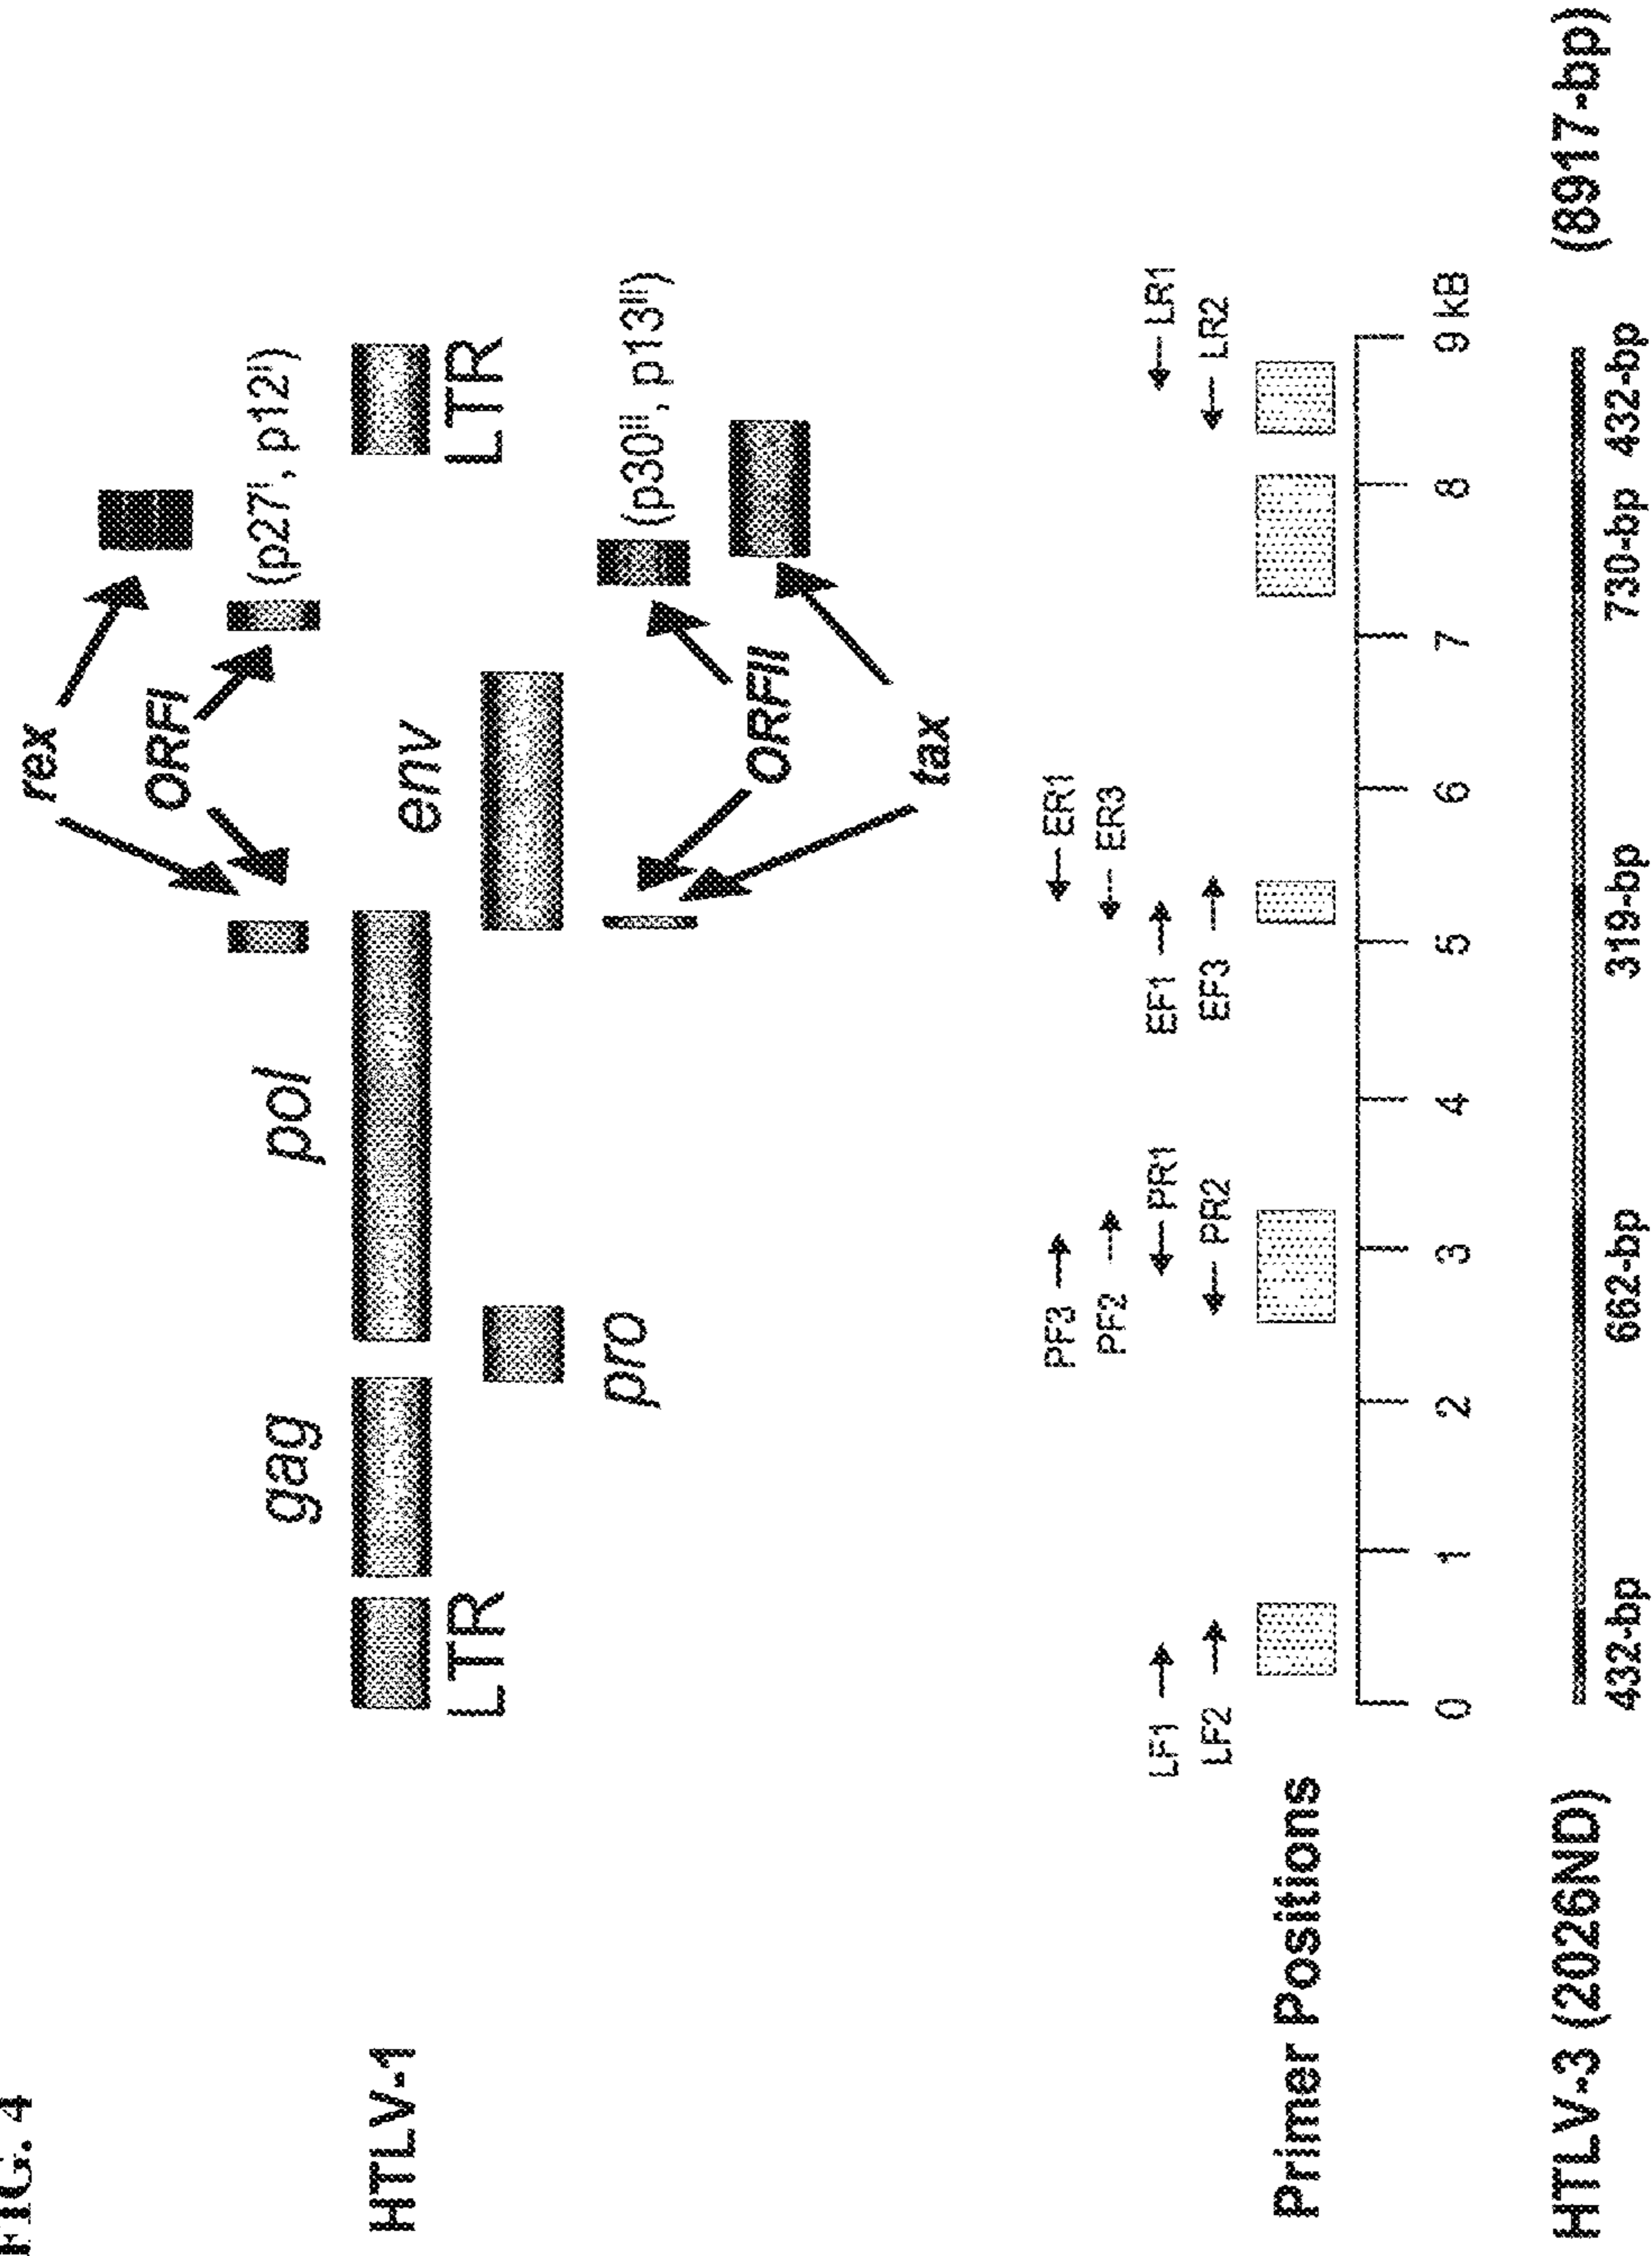 FIG. 4
rex
ORFI
(p27ᴵ, p12ᴵ)
gag
pol
env
HTLV-1
LTR
LTR
pro
(p30ᴵᴵ, p13ᴵᴵ)
ORFII
tax
PF3
ER1
PF2
ER3
LF1
PR1
EF1
LR1
LF2
PR2
EF3
LR2
Primer Positions
0 1 2 3 4 5 6 7 8 9 kB
HTLV-3 (2026ND) (8917-bp)
432-bp 662-bp 319-bp 730-bp 432-bp